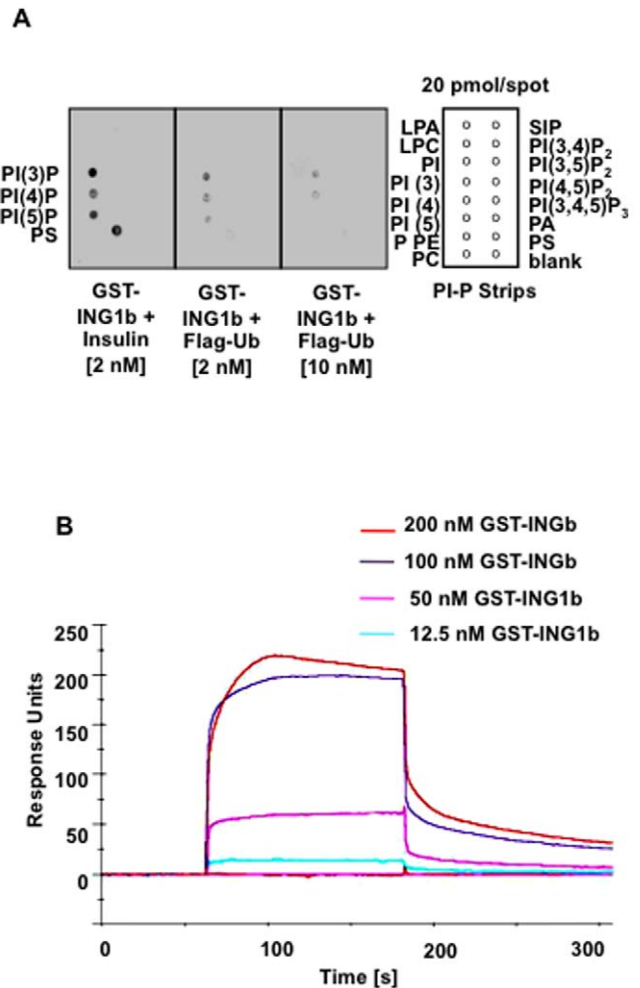 A
20 pmol/spot
LPA
LPC
PI
PI (3)
PI (4)
PI (5)
P PE
PC
SIP
PI(3,4)P2
PI(3,5)P2
PI(4,5)P2
PI(3,4,5)P3
PA
PS
blank
PI(3)P
PI(4)P
PI(5)P
PS
GST-
ING1b +
Insulin
[2 nM]
GST-
ING1b +
Flag-Ub
[2 nM]
GST-
ING1b +
Flag-Ub
[10 nM]
PI-P Strips
B
200 nM GST-INGb
100 nM GST-INGb
50 nM GST-ING1b
12.5 nM GST-ING1b
Response Units
250
200
150
100
50
0
0 100 200 300
Time [s]